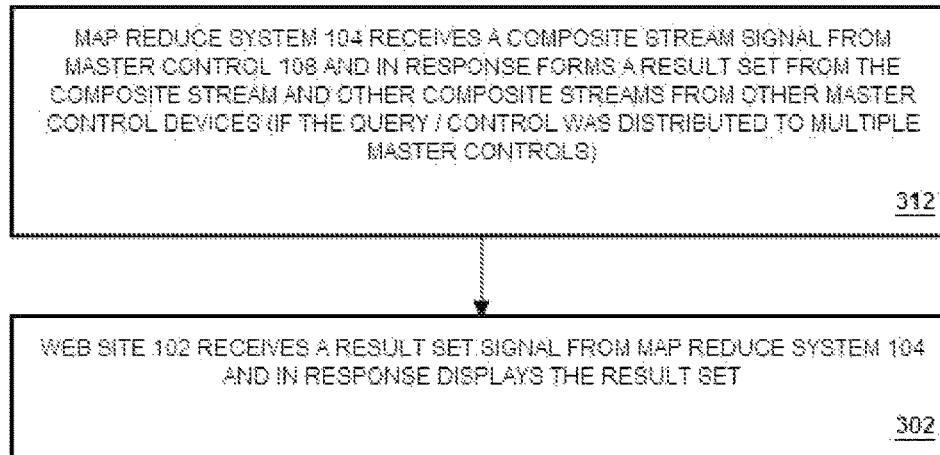 MAP REDUCE SYSTEM 104 RECEIVES A COMPOSITE STREAM SIGNAL FROM
MASTER CONTROL 108 AND IN RESPONSE FORMS A RESULT SET FROM THE
COMPOSITE STREAM AND OTHER COMPOSITE STREAMS FROM OTHER MASTER
CONTROL DEVICES (IF THE QUERY / CONTROL WAS DISTRIBUTED TO MULTIPLE
MASTER CONTROLS)
312
WEB SITE 102 RECEIVES A RESULT SET SIGNAL FROM MAP REDUCE SYSTEM 104
AND IN RESPONSE DISPLAYS THE RESULT SET
302